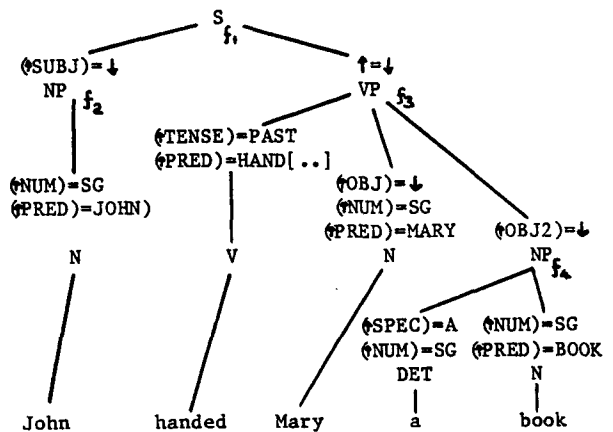 S
f₁
(↑SUBJ)=↓ ↑=↓
NP f₂ VP f₃
(↑TENSE)=PAST
(↑PRED)=HAND[..]
(↑NUM)=SG (↑OBJ)=↓
(↑PRED)=JOHN) (↑NUM)=SG
(↑PRED)=MARY (↑OBJ2)=↓
N V N NP f₄
(↑SPEC)=A (↑NUM)=SG
(↑NUM)=SG (↑PRED)=BOOK
DET N
John handed Mary a book